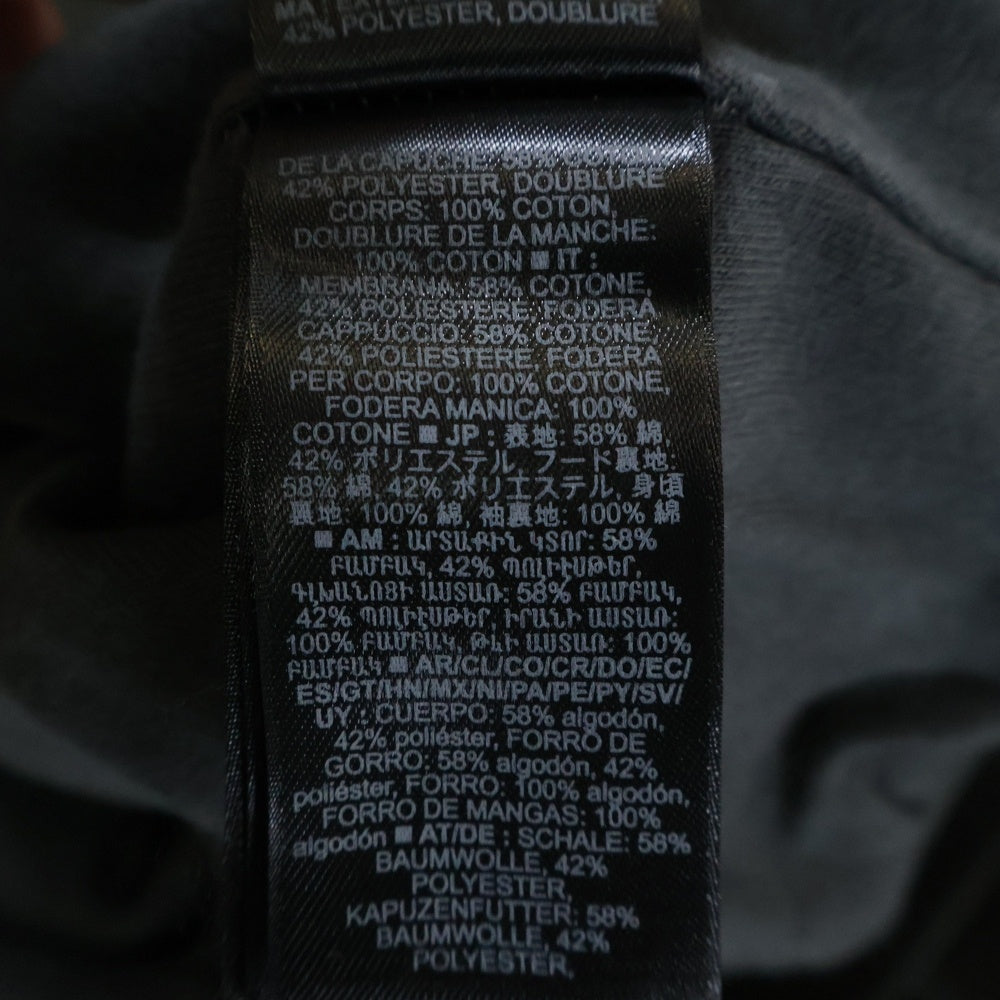 42% POLYESTER, DOUBLURE
DE LA CAPUCHE: 58% COTON,
42% POLYESTER, DOUBLURE
CORPS: 100% COTON,
DOUBLURE DE LA MANCHE:
100% COTON ■ IT :
MEMBRANA: 58% COTONE,
42% POLIESTERE, FODERA
CAPPUCCIO: 58% COTONE,
42% POLIESTERE, FODERA
PER CORPO: 100% COTONE,
FODERA MANICA: 100%
COTONE ■ JP : 表地: 58% 綿,
42% ポリエステル, フード裏地:
58% 綿, 42% ポリエステル, 身頃
裏地: 100% 綿, 袖裏地: 100% 綿
■ AM : ԱՐՏԱՔԻՆ ԿՏՈՐ: 58%
ԲԱՄԲԱԿ, 42% ՊՈԼԻԷՍԹԵՐ,
ԳԼԽԱՆՈՑԻ ԱՍՏԱՌ: 58% ԲԱՄԲԱԿ,
42% ՊՈԼԻԷՍԹԵՐ, ԻՐԱՆԻ ԱՍՏԱՌ:
100% ԲԱՄԲԱԿ, ԹԵՒԻ ԱՍՏԱՌ: 100%
ԲԱՄԲԱԿ ■ AR/CL/CO/CR/DO/EC/
ES/GT/HN/MX/NI/PA/PE/PY/SV/
UY : CUERPO: 58% algodón,
42% poliéster, FORRO DE
GORRO: 58% algodón, 42%
poliéster, FORRO: 100% algodón,
FORRO DE MANGAS: 100%
algodón ■ AT/DE : SCHALE: 58%
BAUMWOLLE, 42%
POLYESTER,
KAPUZENFUTTER: 58%
BAUMWOLLE, 42%
POLYESTER,